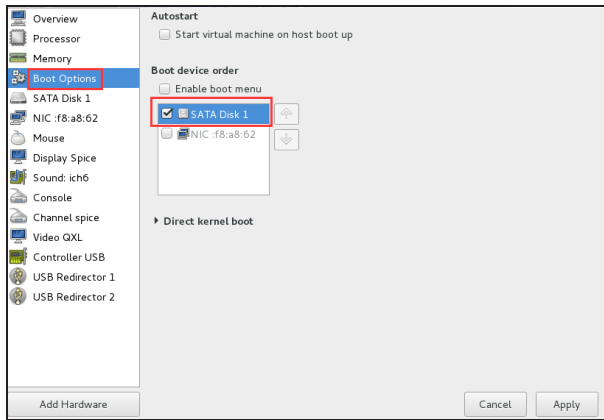 Overview
Processor
Memory
Boot Options
SATA Disk 1
NIC :f8:a8:62
Mouse
Display Spice
Sound: ich6
Console
Channel spice
Video QXL
Controller USB
USB Redirector 1
USB Redirector 2
Add Hardware
Autostart
Start virtual machine on host boot up
Boot device order
Enable boot menu
SATA Disk 1
NIC :f8:a8:62
Direct kernel boot
Cancel Apply